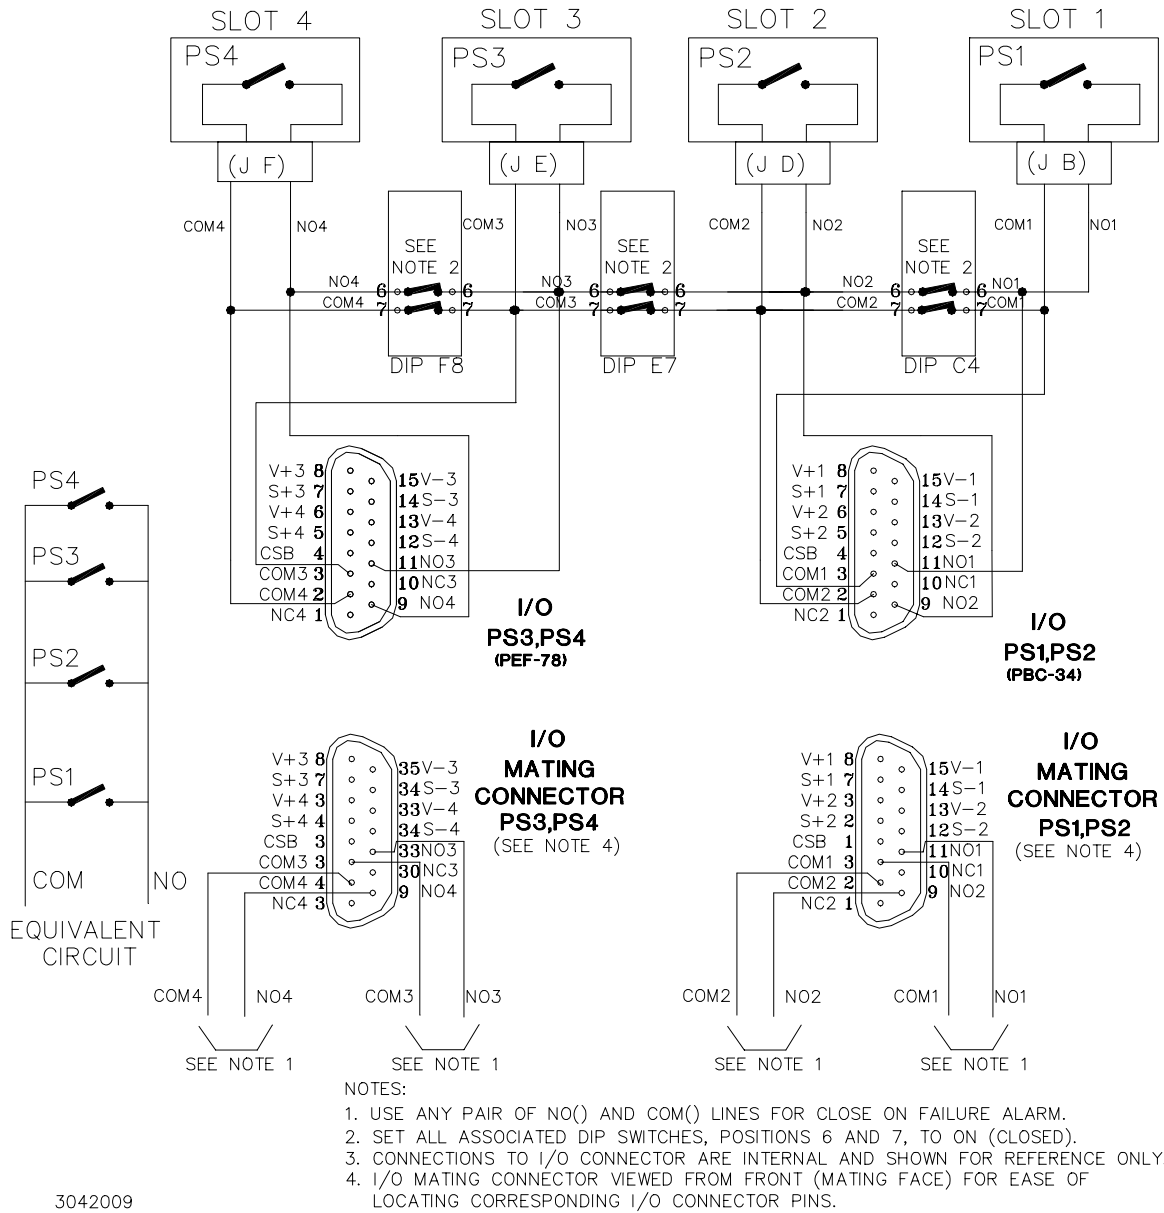 SLOT 4 SLOT 3 SLOT 2 SLOT 1
PS4 PS3 PS2 PS1
(J F) (J E) (J D) (J B)
COM4 NO4 COM3 NO3 COM2 NO2 COM1 NO1
SEE NOTE 2
SEE NOTE 2
SEE NOTE 2
NO4 6 6 NO3 6 6 NO2 6 6 NO1
COM4 7 7 COM3 7 7 COM2 7 7 COM1
DIP F8 DIP E7 DIP C4
V+3 8
S+3 7
V+4 6
S+4 5
CSB 4
COM3 3
COM4 2
NC4 1
15 V-3
14 S-3
13 V-4
12 S-4
11 NO3
10 NC3
9 NO4
I/O
PS3,PS4
(PEF-78)
V+1 8
S+1 7
V+2 6
S+2 5
CSB 4
COM1 3
COM2 2
NC2 1
15 V-1
14 S-1
13 V-2
12 S-2
11 NO1
10 NC1
9 NO2
I/O
PS1,PS2
(PBC-34)
PS4
PS3
PS2
PS1
COM NO
EQUIVALENT
CIRCUIT
V+3 8
S+3 7
V+4 3
S+4 4
CSB 3
COM3 3
COM4 4
NC4 3
35 V-3
34 S-3
33 V-4
34 S-4
33 NO3
30 NC3
9 NO4
I/O
MATING
CONNECTOR
PS3,PS4
(SEE NOTE 4)
V+1 8
S+1 7
V+2 3
S+2 2
CSB 1
COM1 3
COM2 2
NC2 1
15 V-1
14 S-1
13 V-2
12 S-2
11 NO1
10 NC1
9 NO2
I/O
MATING
CONNECTOR
PS1,PS2
(SEE NOTE 4)
COM4 NO4 COM3 NO3 COM2 NO2 COM1 NO1
SEE NOTE 1 SEE NOTE 1 SEE NOTE 1 SEE NOTE 1
NOTES:
1. USE ANY PAIR OF NO() AND COM() LINES FOR CLOSE ON FAILURE ALARM.
2. SET ALL ASSOCIATED DIP SWITCHES, POSITIONS 6 AND 7, TO ON (CLOSED).
3. CONNECTIONS TO I/O CONNECTOR ARE INTERNAL AND SHOWN FOR REFERENCE ONLY
4. I/O MATING CONNECTOR VIEWED FROM FRONT (MATING FACE) FOR EASE OF
LOCATING CORRESPONDING I/O CONNECTOR PINS.
3042009